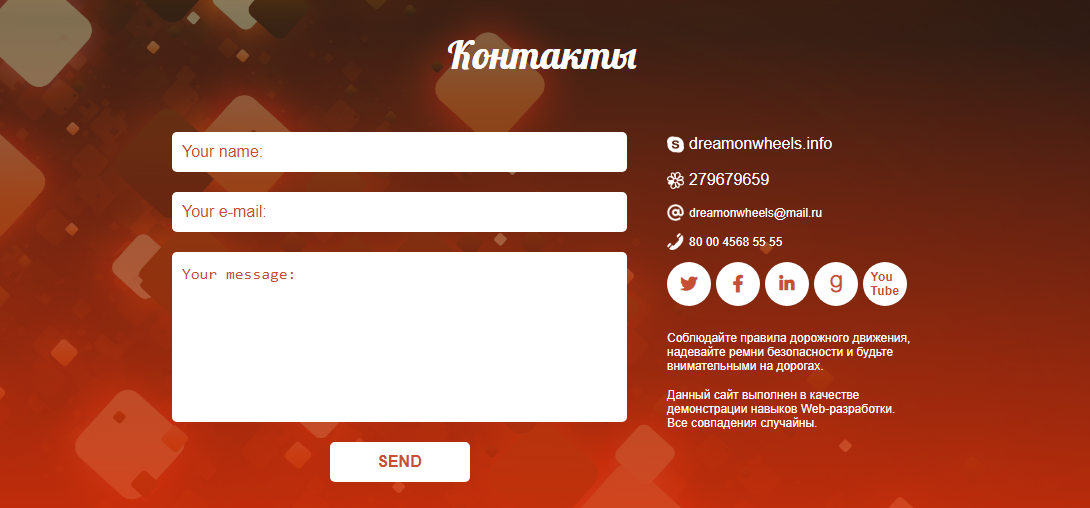 Контакты
Your name:
Your e-mail:
Your message:
SEND
dreamonwheels.info
279679659
dreamonwheels@mail.ru
80 00 4568 55 55
You
Tube
Соблюдайте правила дорожного движения,
надевайте ремни безопасности и будьте
внимательными на дорогах.
Данный сайт выполнен в качестве
демонстрации навыков Web-разработки.
Все совпадения случайны.